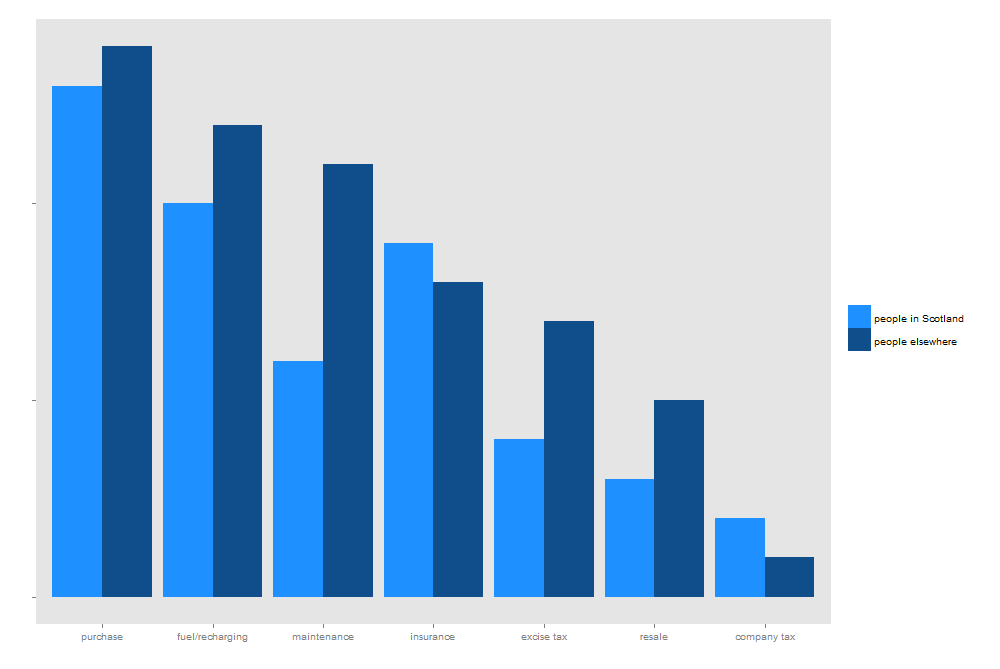 people in Scotland
people elsewhere
purchase
fuel/recharging
maintenance
insurance
excise tax
resale
company tax